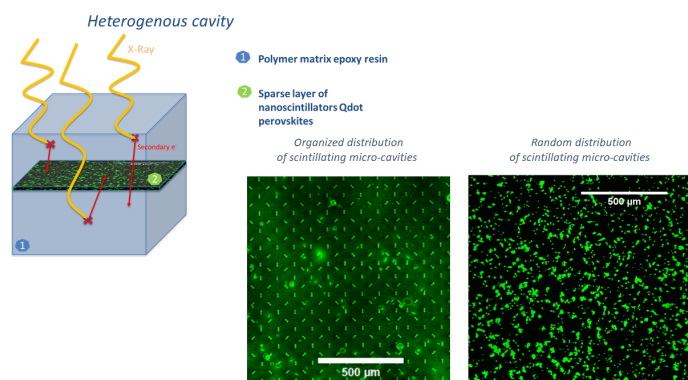 Heterogenous cavity
X-Ray
Secondary e-
2
1
1 Polymer matrix epoxy resin
2 Sparse layer of
nanoscintillators Qdot
perovskites
Organized distribution
of scintillating micro-cavities
500 µm
Random distribution
of scintillating micro-cavities
500 µm